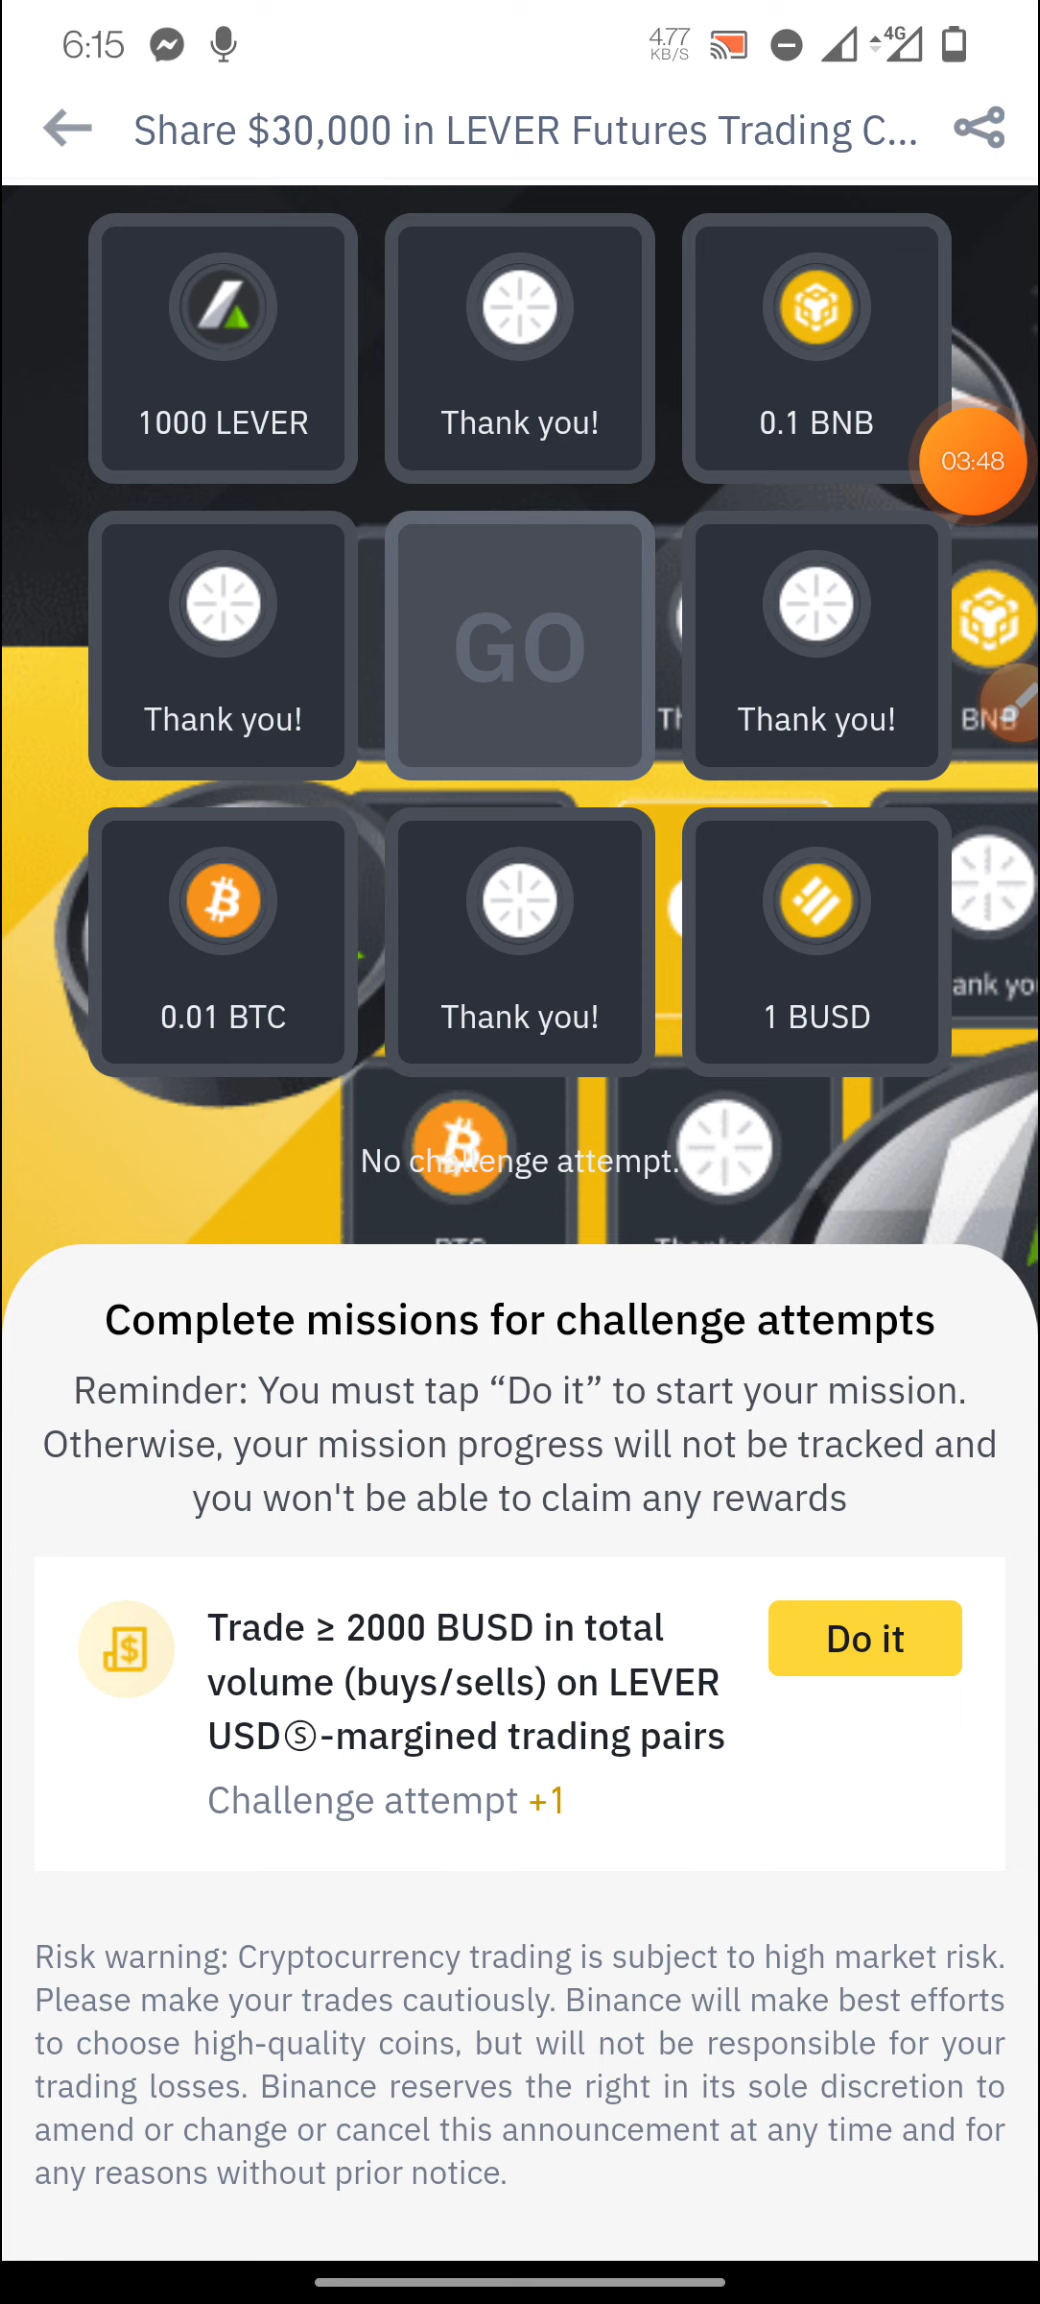 6:15 4.77 KB/S 4G
Share $30,000 in LEVER Futures Trading C...
1000 LEVER Thank you! 0.1 BNB
03:48
GO
Thank you! Th Thank you! BNB
ank yo
0.01 BTC Thank you! 1 BUSD
No challenge attempt.
BTC
Complete missions for challenge attempts
Reminder: You must tap “Do it” to start your mission.
Otherwise, your mission progress will not be tracked and
you won't be able to claim any rewards
Trade ≥ 2000 BUSD in total
Do it
volume (buys/sells) on LEVER
USDⓈ-margined trading pairs
Challenge attempt +1
Risk warning: Cryptocurrency trading is subject to high market risk.
Please make your trades cautiously. Binance will make best efforts
to choose high-quality coins, but will not be responsible for your
trading losses. Binance reserves the right in its sole discretion to
amend or change or cancel this announcement at any time and for
any reasons without prior notice.